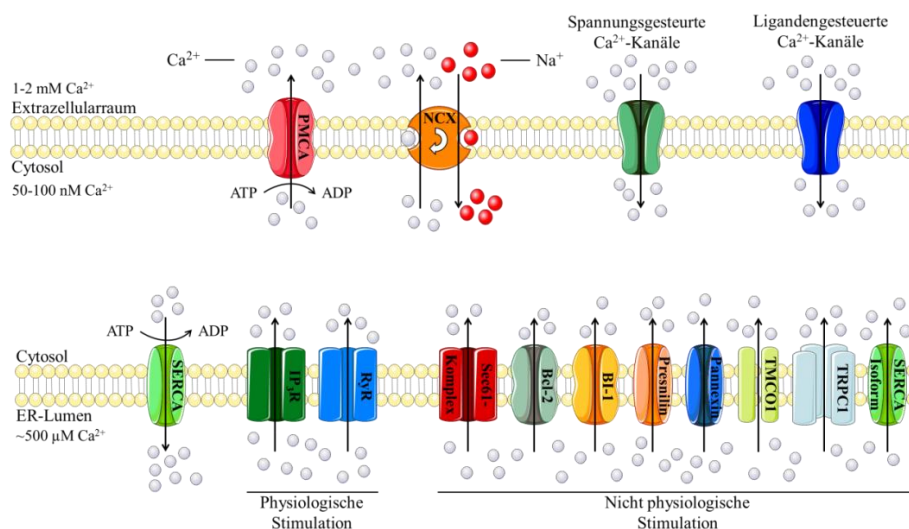 Spannungsgesteuerte
Ca²⁺-Kanäle
Ligandengesteuerte
Ca²⁺-Kanäle
Ca²⁺
Na⁺
1-2 mM Ca²⁺
Extrazellularraum
PMCA
NCX
Cytosol
50-100 nM Ca²⁺
ATP
ADP
ATP
ADP
Cytosol
ER-Lumen
~500 µM Ca²⁺
SERCA
IP₃R
RyR
Sec61-
Komplex
Bcl-2
BI-1
Presnilin
Pannexin
TMCO1
TRPC1
SERCA
Isoform
Physiologische
Stimulation
Nicht physiologische
Stimulation